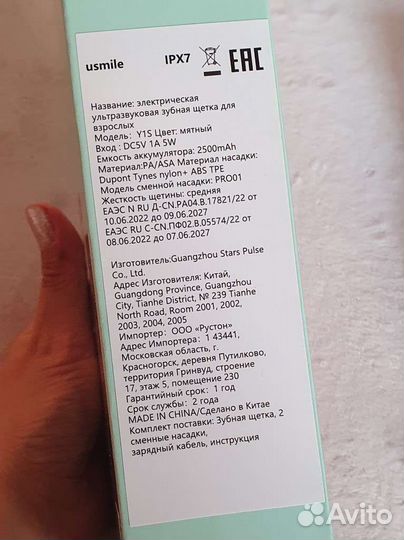 usmile IPX7 EAC
Название: электрическая
ультразвуковая зубная щетка для
взрослых
Модель: Y1S Цвет: мятный
Вход : DC5V 1A 5W
Емкость аккумулятора: 2500mAh
Материал:PA/ASA Материал насадки:
Dupont Tynes nylon+ ABS TPE
Модель сменной насадки: PRO01
Жесткость щетины: средняя
ЕАЭС N RU Д-CN.РА04.В.17821/22 от
10.06.2022 до 09.06.2027
ЕАЭС RU С-CN.ПФ02.В.05574/22 от
08.06.2022 до 07.06.2027
Изготовитель:Guangzhou Stars Pulse
Co., Ltd.
Адрес Изготовителя: Китай,
Guangdong Province, Guangzhou
City, Tianhe District, № 239 Tianhe
North Road, Room 2001, 2002,
2003, 2004, 2005
Импортер: ООО «Рустон»
Адрес Импортера: 1 43441,
Московская область, г.
Красногорск, деревня Путилково,
территория Гринвуд, строение
17, этаж 5, помещение 230
Гарантийный срок: 1 год
Срок службы: 2 года
MADE IN CHINA/Сделано в Китае
Комплект поставки: Зубная щетка, 2
сменные насадки,
зарядный кабель, инструкция
Avito